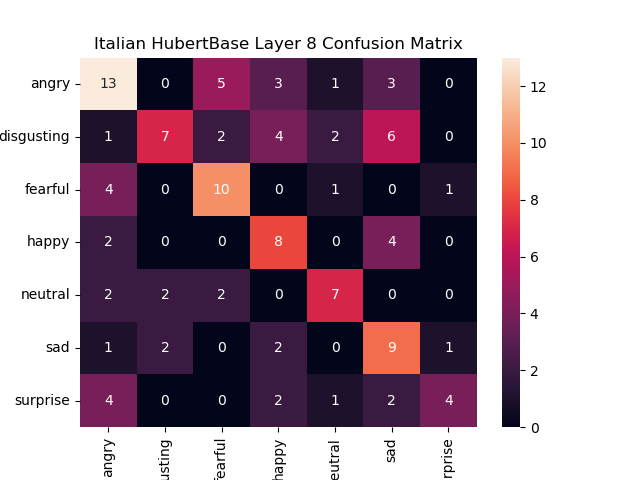 Italian HubertBase Layer 8 Confusion Matrix
angry 13 0 5 3 1 3 0
disgusting 1 7 2 4 2 6 0
fearful 4 0 10 0 1 0 1
happy 2 0 0 8 0 4 0
neutral 2 2 2 0 7 0 0
sad 1 2 0 2 0 9 1
surprise 4 0 0 2 1 2 4
angry usting fearful happy eutral sad rprise
12
10
8
6
4
2
0